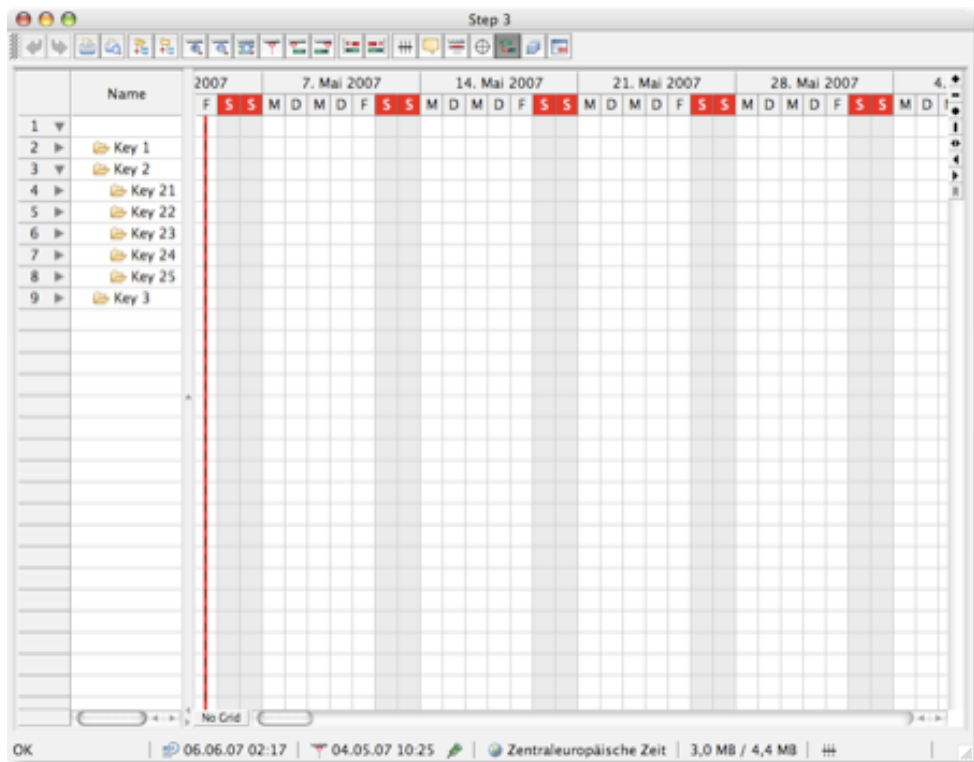 Step 3
Name
2007 7. Mai 2007 14. Mai 2007 21. Mai 2007 28. Mai 2007 4.
F S S M D M D F S S M D M D F S S M D M D F S S M D M D F S S M D
1
2 Key 1
3 Key 2
4 Key 21
5 Key 22
6 Key 23
7 Key 24
8 Key 25
9 Key 3
No Grid
OK 06.06.07 02:17 04.05.07 10:25 Zentraleuropäische Zeit 3,0 MB / 4,4 MB